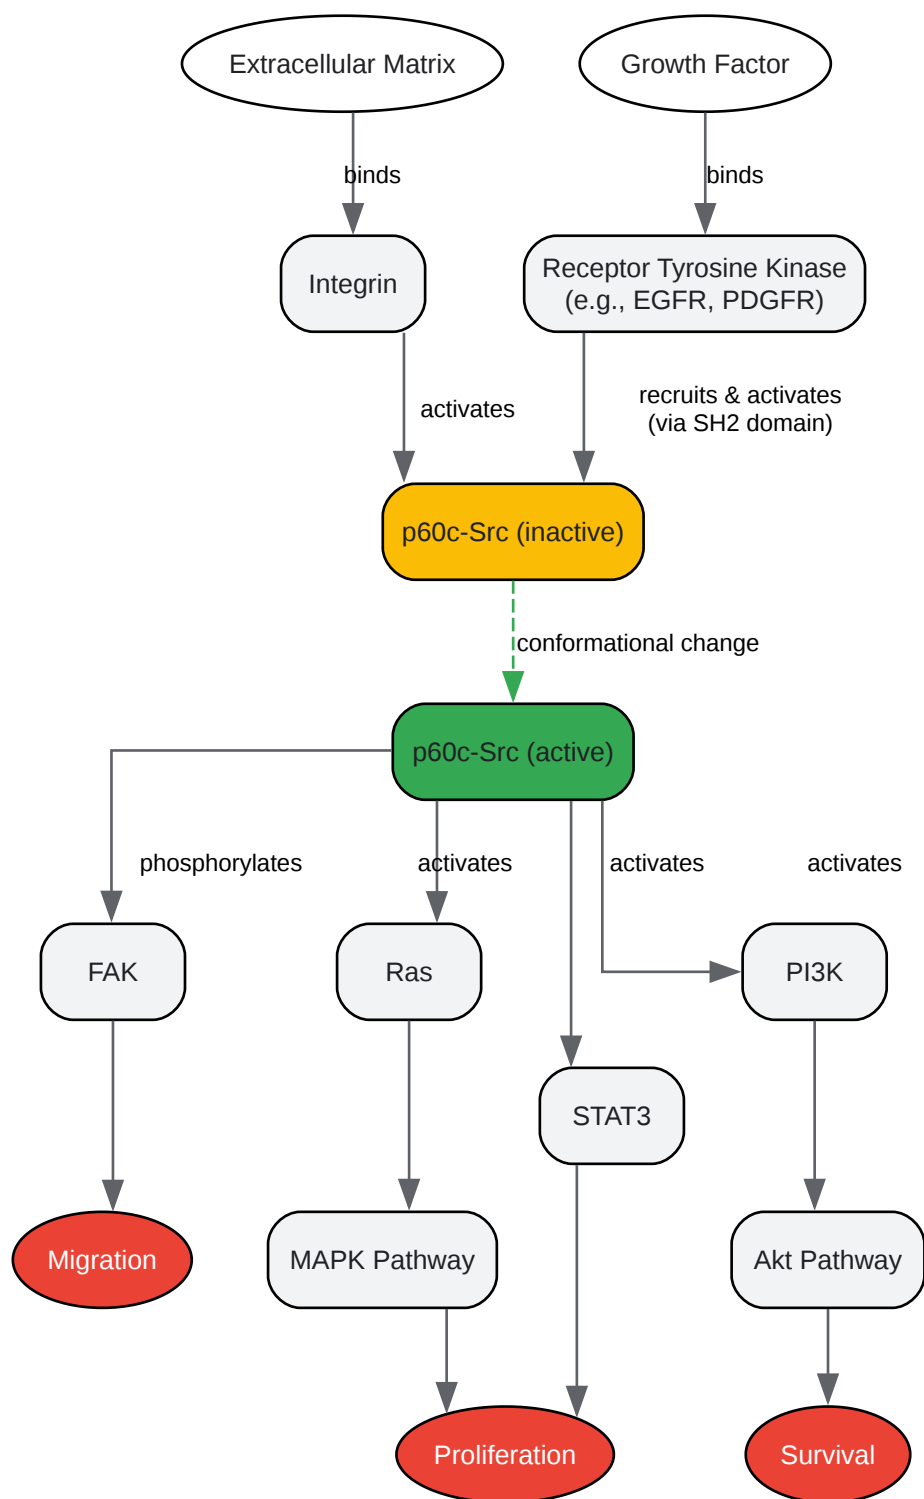 Extracellular Matrix
Growth Factor
binds
binds
Integrin
Receptor Tyrosine Kinase
(e.g., EGFR, PDGFR)
activates
recruits & activates
(via SH2 domain)
p60c-Src (inactive)
conformational change
p60c-Src (active)
phosphorylates
activates
activates
activates
FAK
Ras
PI3K
STAT3
Migration
MAPK Pathway
Akt Pathway
Proliferation
Survival